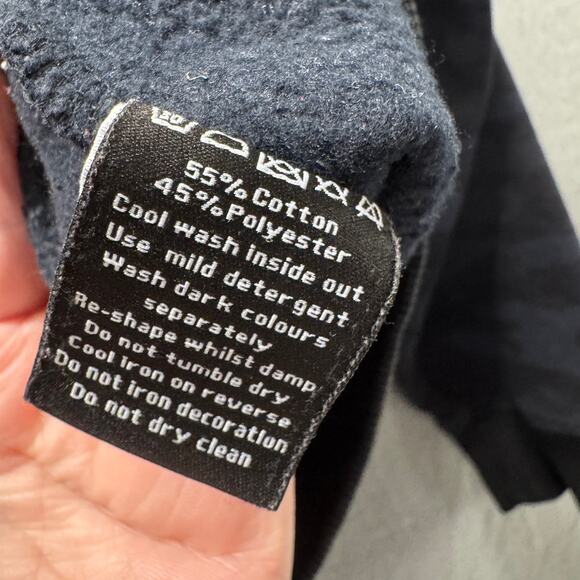 30
55% Cotton
45% Polyester
Cool wash inside out
Use mild detergent
Wash dark colours
separately
Re-shape whilst damp
Do not tumble dry
Cool Iron on reverse
Do not iron decoration
Do not dry clean